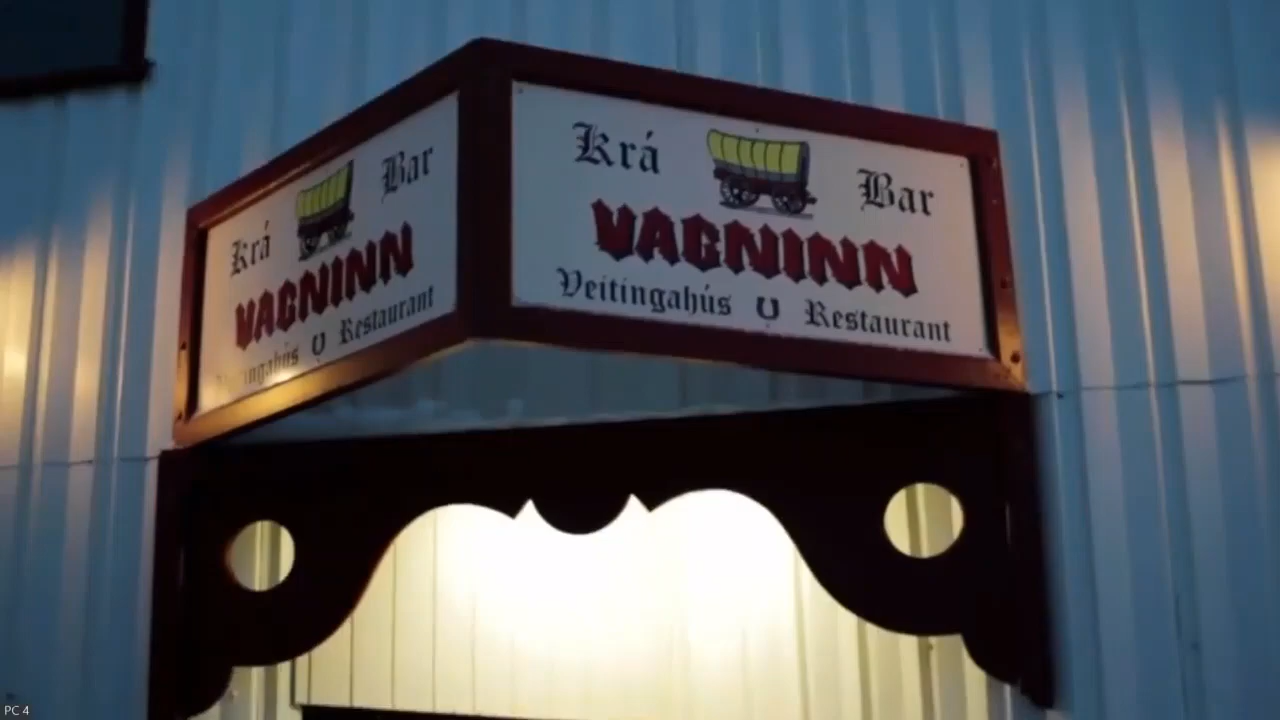 Krá Bar
VAGNINN
Veitingahús Restaurant
Krá Bar
VAGNINN
Veitingahús Restaurant
PC 4